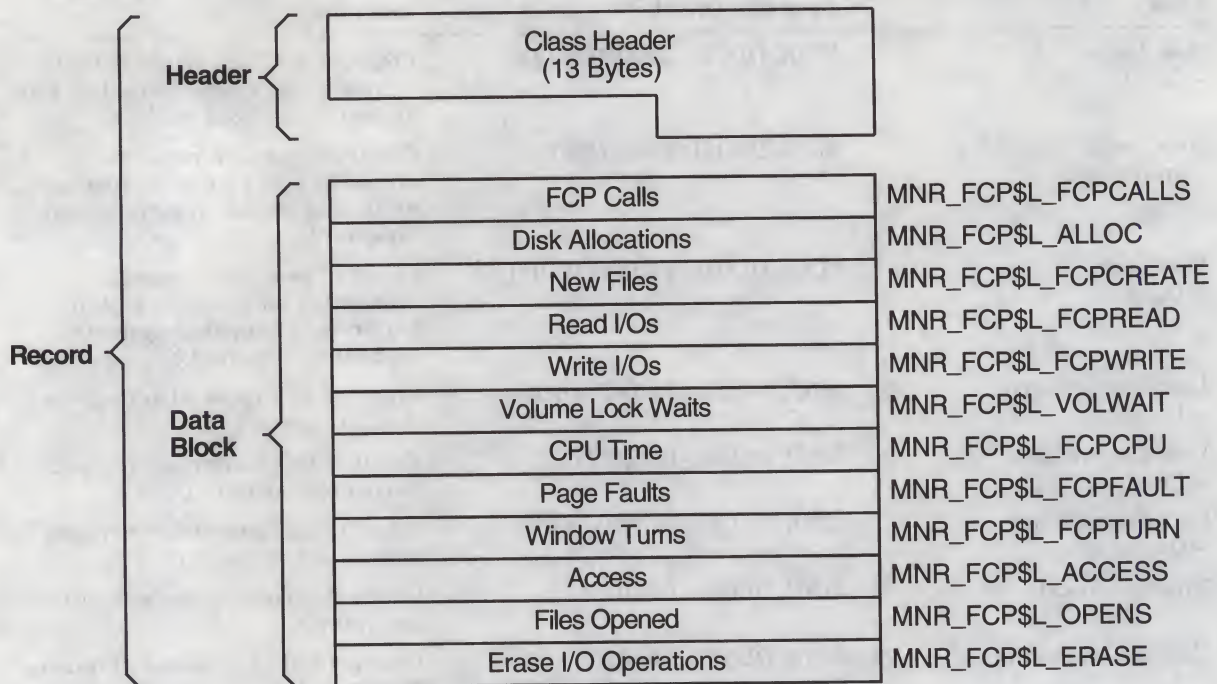 Record
Header
Class Header
(13 Bytes)
Data
Block
FCP Calls MNR_FCP$L_FCPCALLS
Disk Allocations MNR_FCP$L_ALLOC
New Files MNR_FCP$L_FCPCREATE
Read I/Os MNR_FCP$L_FCPREAD
Write I/Os MNR_FCP$L_FCPWRITE
Volume Lock Waits MNR_FCP$L_VOLWAIT
CPU Time MNR_FCP$L_FCPCPU
Page Faults MNR_FCP$L_FCPFAULT
Window Turns MNR_FCP$L_FCPTURN
Access MNR_FCP$L_ACCESS
Files Opened MNR_FCP$L_OPENS
Erase I/O Operations MNR_FCP$L_ERASE